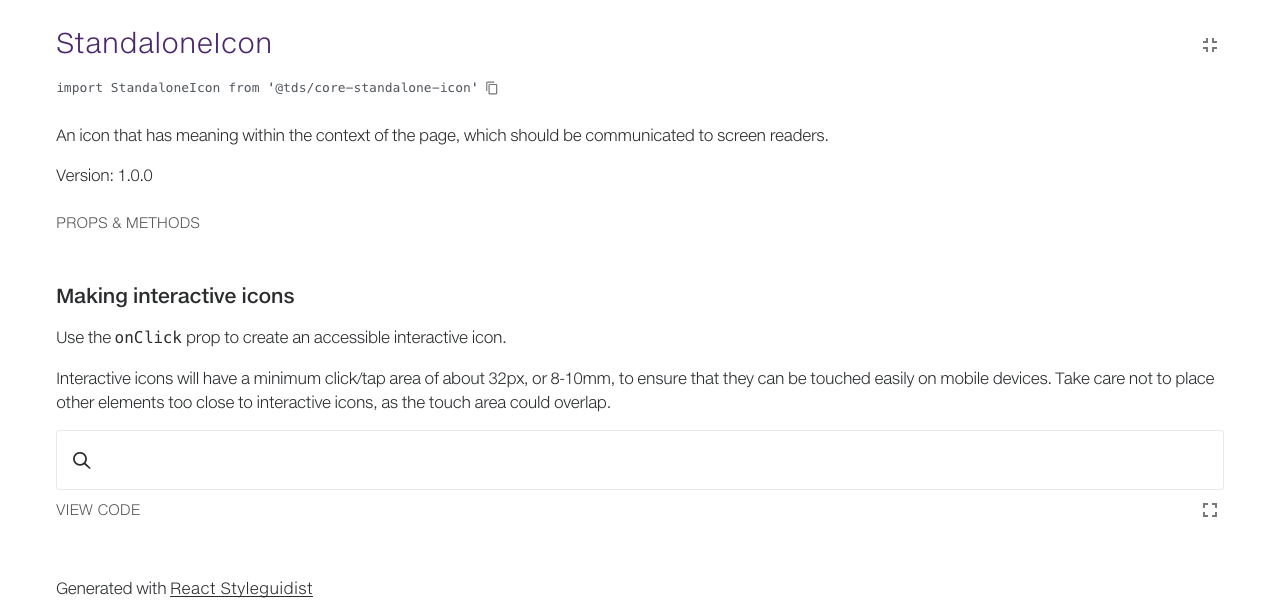 StandaloneIcon
import StandaloneIcon from '@tds/core-standalone-icon'
An icon that has meaning within the context of the page, which should be communicated to screen readers.
Version: 1.0.0
PROPS & METHODS
Making interactive icons
Use the onClick prop to create an accessible interactive icon.
Interactive icons will have a minimum click/tap area of about 32px, or 8-10mm, to ensure that they can be touched easily on mobile devices. Take care not to place
other elements too close to interactive icons, as the touch area could overlap.
VIEW CODE
Generated with React Styleguidist